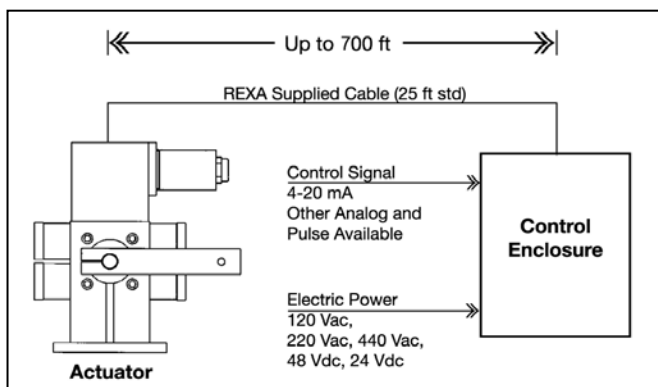 Up to 700 ft
REXA Supplied Cable (25 ft std)
Control Signal
4-20 mA
Other Analog and
Pulse Available
Control
Enclosure
Electric Power
120 Vac,
220 Vac, 440 Vac,
48 Vdc, 24 Vdc
Actuator